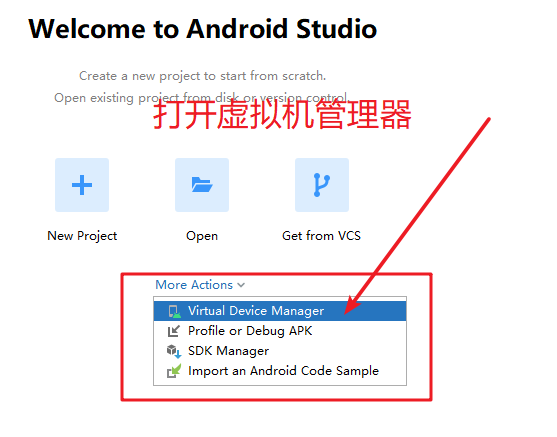 Welcome to Android Studio
Create a new project to start from scratch.
Open existing project from disk or version control.
打开虚拟机管理器
New Project
Open
Get from VCS
More Actions
Virtual Device Manager
Profile or Debug APK
SDK Manager
Import an Android Code Sample